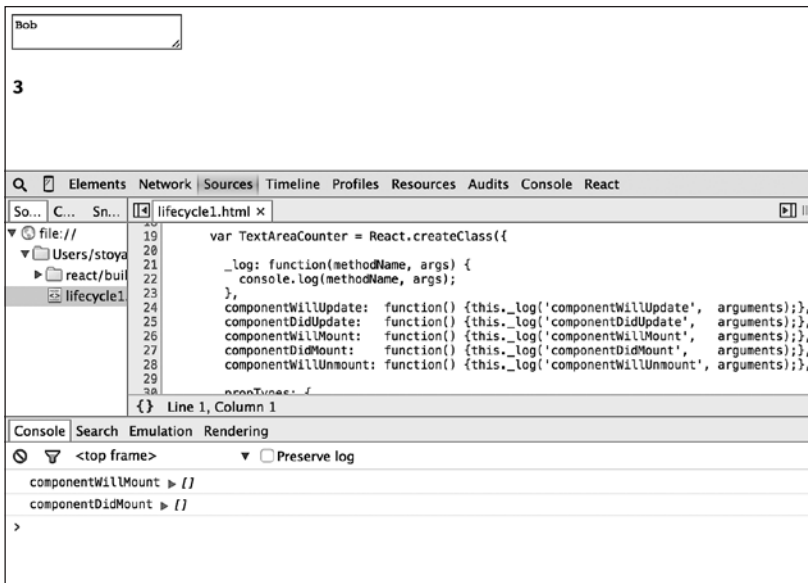 Bob
3
Elements Network Sources Timeline Profiles Resources Audits Console React
So... C... Sn... lifecycle1.html ×
file://
Users/stoya
react/buil
lifecycle1.
19 var TextAreaCounter = React.createClass({
20
21 _log: function(methodName, args) {
22 console.log(methodName, args);
23 },
24 componentWillUpdate: function() {this._log('componentWillUpdate', arguments);},
25 componentDidUpdate: function() {this._log('componentDidUpdate', arguments);},
26 componentWillMount: function() {this._log('componentWillMount', arguments);},
27 componentDidMount: function() {this._log('componentDidMount', arguments);},
28 componentWillUnmount: function() {this._log('componentWillUnmount', arguments);},
29
30 propTypes: {
{} Line 1, Column 1
Console Search Emulation Rendering
<top frame> ▼ Preserve log
componentWillMount ▶ []
componentDidMount ▶ []
>